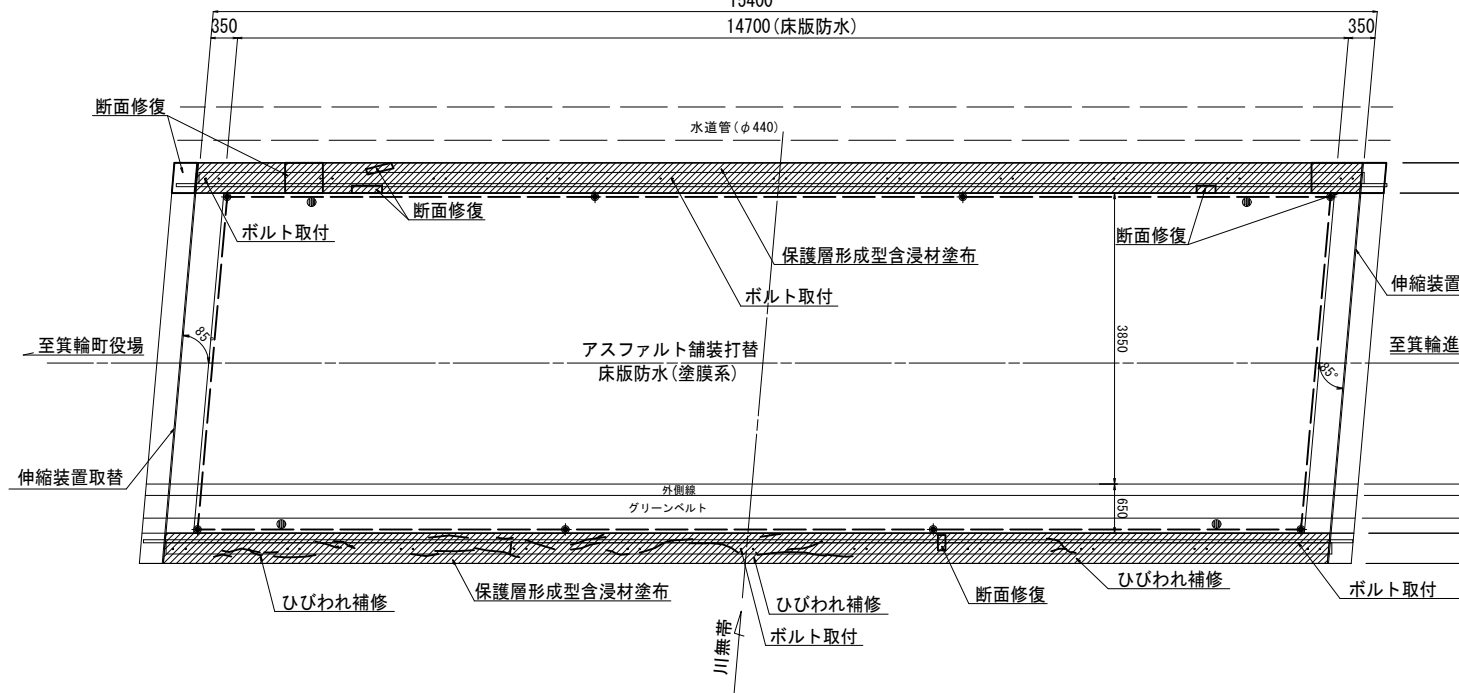 15400
350
14700(床版防水)
350
断面修復
水道管(φ440)
断面修復
ボルト取付
断面修復
保護層形成型含浸材塗布
伸縮装置
ボルト取付
3850
85°
至箕輪町役場
アスファルト舗装打替
床版防水(塗膜系)
至箕輪進
85°
伸縮装置取替
外側線
グリーンベルト
650
ひびわれ補修
保護層形成型含浸材塗布
ひびわれ補修
断面修復
ひびわれ補修
ボルト取付
ボルト取付
帯無川